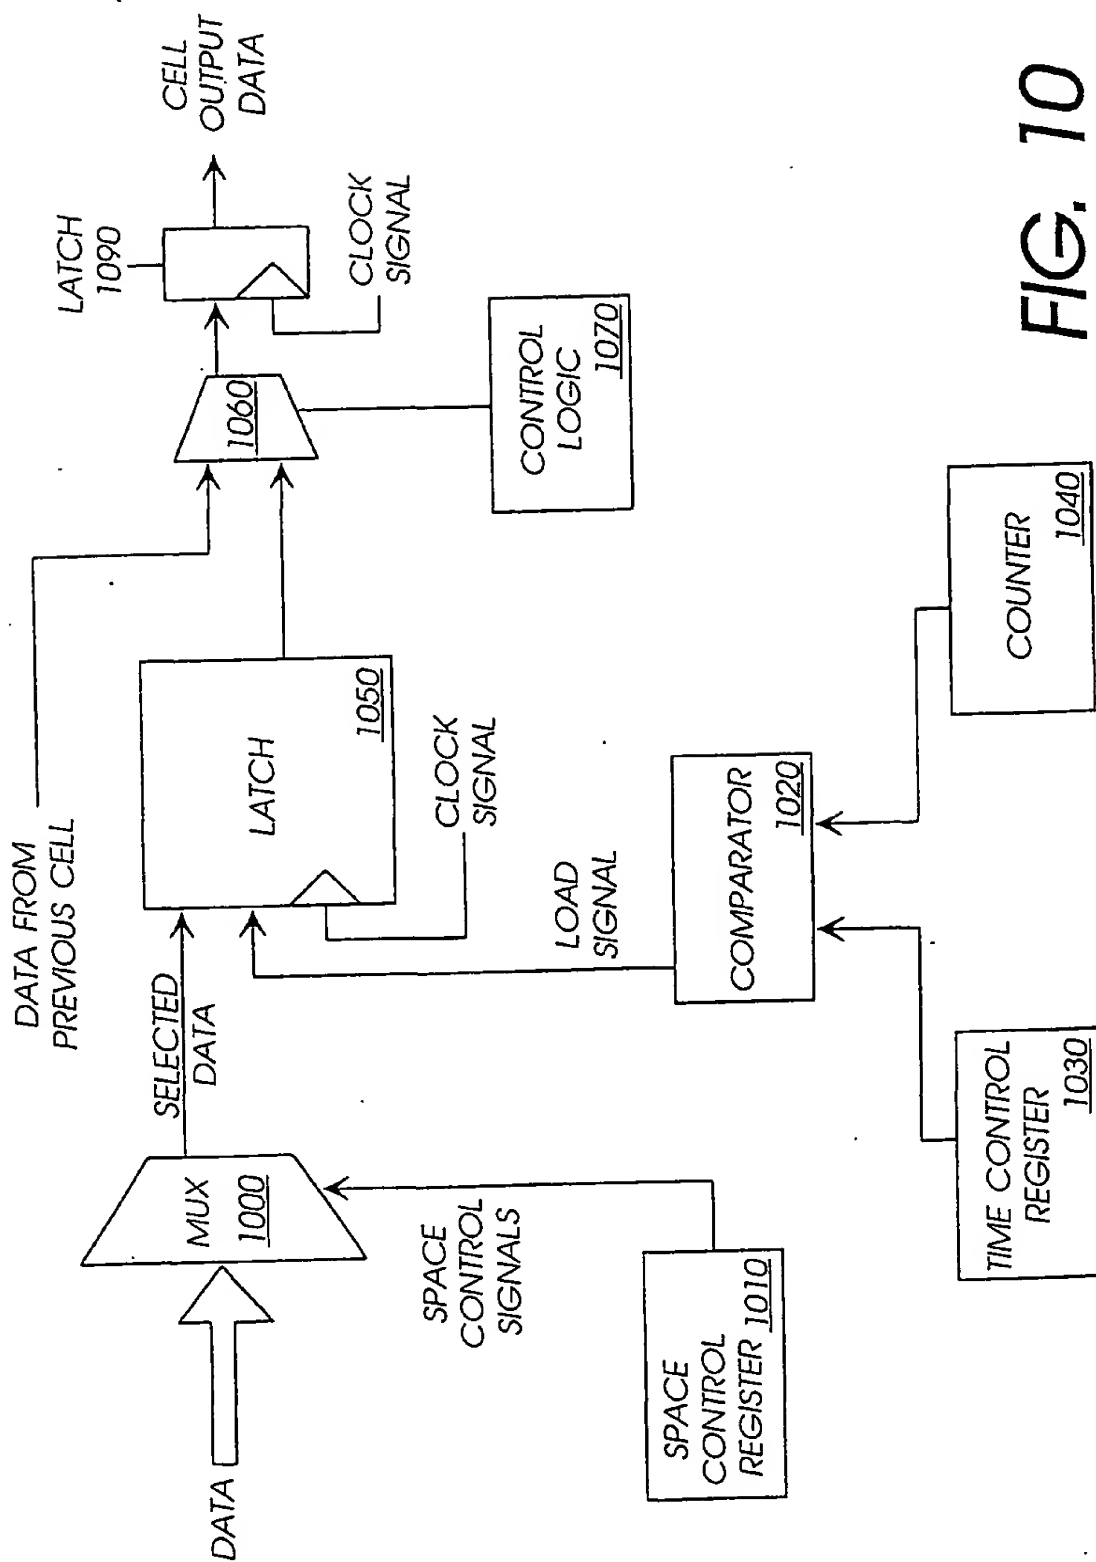 DATA
MUX
1000
SELECTED
DATA
SPACE
CONTROL
SIGNALS
SPACE
CONTROL
REGISTER 1010
DATA FROM
PREVIOUS CELL
LATCH
1050
CLOCK
SIGNAL
LOAD
SIGNAL
COMPARATOR
1020
TIME CONTROL
REGISTER
1030
COUNTER
1040
1060
CONTROL
LOGIC
1070
LATCH
1090
CLOCK
SIGNAL
CELL
OUTPUT
DATA
FIG. 10